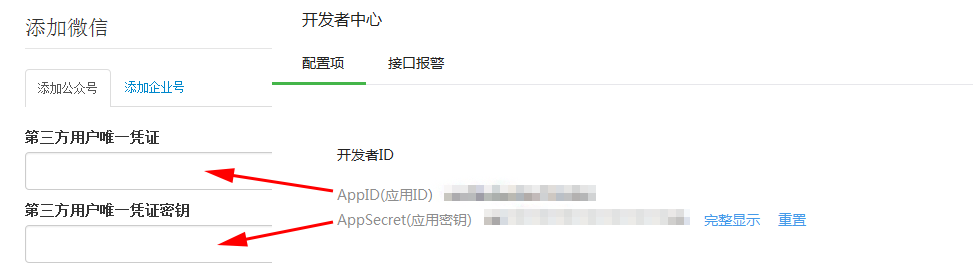 添加微信
添加公众号 添加企业号
第三方用户唯一凭证
第三方用户唯一凭证密钥
开发者中心
配置项 接口报警
开发者ID
AppID(应用ID)
AppSecret(应用密钥) 完整显示 重置